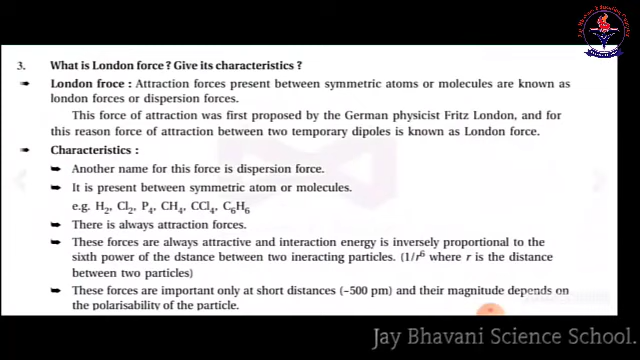 3. What is London force ? Give its characteristics ?
➠ London froce : Attraction forces present between symmetric atoms or molecules are known as
london forces or dispersion forces.
This force of attraction was first proposed by the German physicist Fritz London, and for
this reason force of attraction between two temporary dipoles is known as London force.
➠ Characteristics :
➥ Another name for this force is dispersion force.
➥ It is present between symmetric atom or molecules.
e.g. H₂, Cl₂, P₄, CH₄, CCl₄, C₆H₆
➥ There is always attraction forces.
➥ These forces are always attractive and interaction energy is inversely proportional to the
sixth power of the dstance between two ineracting particles. (1/r⁶ where r is the distance
between two particles)
➥ These forces are important only at short distances (~500 pm) and their magnitude depends on
the polarisability of the particle.
Jay Bhavani Science School.